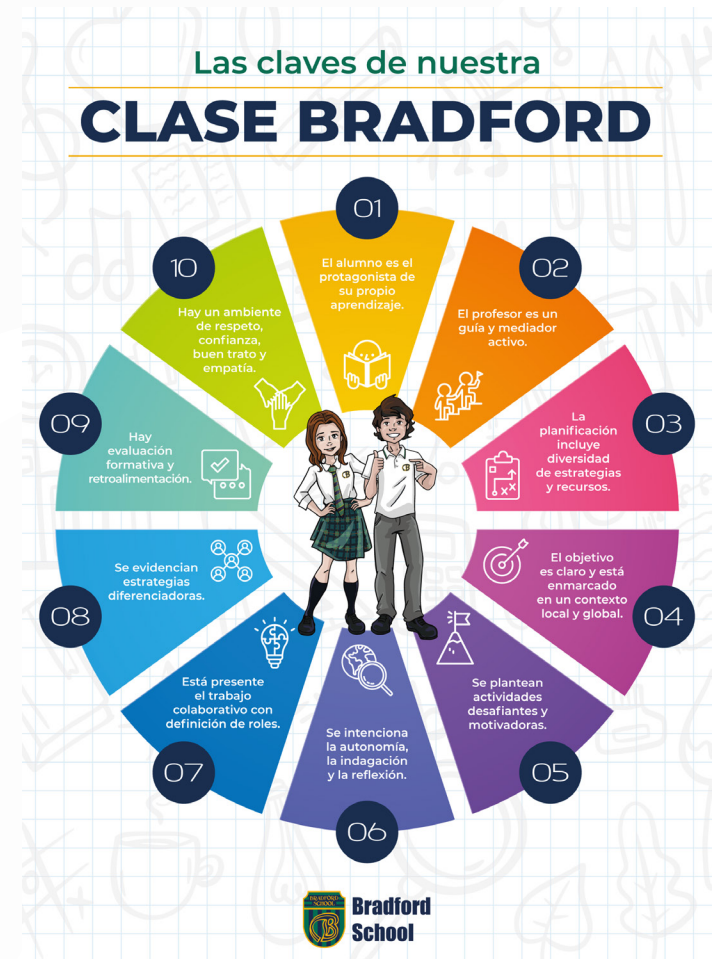 Las claves de nuestra
CLASE BRADFORD
01
El alumno es el
protagonista de
su propio
aprendizaje.
02
El profesor es un
guía y mediador
activo.
03
La
planificación
incluye
diversidad
de estrategias
y recursos.
04
El objetivo
es claro y está
enmarcado
en un contexto
local y global.
05
Se plantean
actividades
desafiantes y
motivadoras.
06
Se intenciona
la autonomía,
la indagación
y la reflexión.
07
Está presente
el trabajo
colaborativo con
definición de roles.
08
Se evidencian
estrategias
diferenciadoras.
09
Hay
evaluación
formativa y
retroalimentación.
10
Hay un ambiente
de respeto,
confianza,
buen trato y
empatía.
BRADFORD
SCHOOL
Bradford
School